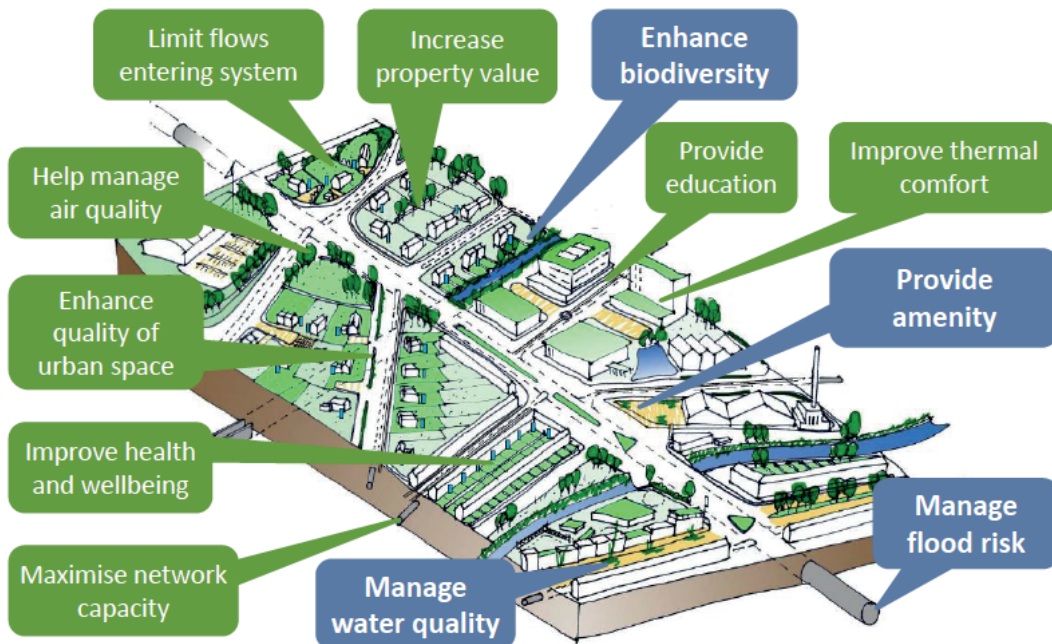 Limit flows
entering system
Increase
property value
Enhance
biodiversity
Help manage
air quality
Provide
education
Improve thermal
comfort
Enhance
quality of
urban space
Provide
amenity
Improve health
and wellbeing
Maximise network
capacity
Manage
water quality
Manage
flood risk